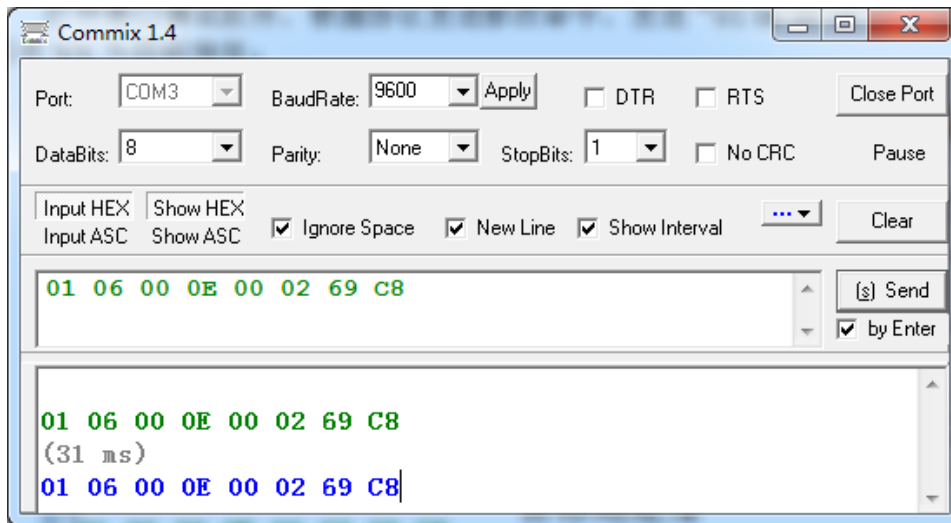 Commix 1.4
Port: COM3 BaudRate: 9600 Apply DTR RTS Close Port
DataBits: 8 Parity: None StopBits: 1 No CRC Pause
Input HEX Show HEX
Input ASC Show ASC Ignore Space New Line Show Interval ... Clear
01 06 00 0E 00 02 69 C8 (s) Send
by Enter
01 06 00 0E 00 02 69 C8
(31 ms)
01 06 00 0E 00 02 69 C8